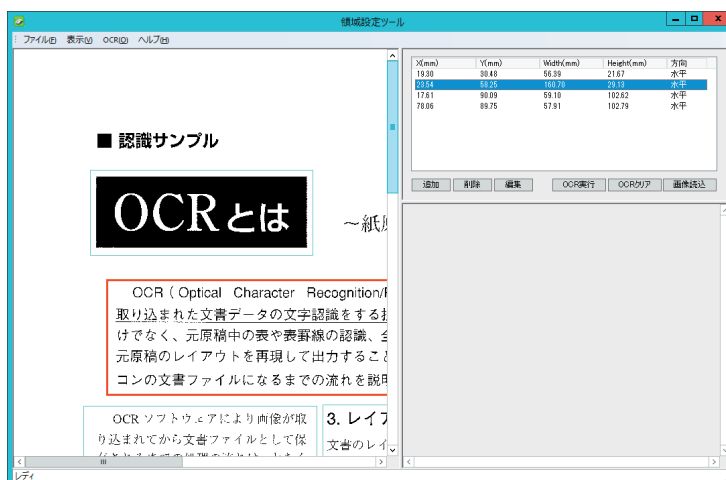 領域設定ツール
ファイル(F) 表示(V) OCR(O) ヘルプ(H)
■ 認識サンプル
OCRとは
～紙
OCR ( Optical Character Recognition/
取り込まれた文書データの文字認識をする
けでなく、元原稿中の表や表罫線の認識、
元原稿のレイアウトを再現して出力するこ
コンの文書ファイルになるまでの流れを説
OCR ソフトウェアにより画像が取
り込まれてから文書ファイルとして保
3. レイア
文書のレイ
X(mm) Y(mm) Width(mm) Height(mm) 方向
19.30 30.48 56.39 21.67 水平
23.54 58.25 160.70 29.13 水平
17.61 90.09 59.10 102.62 水平
78.06 89.75 57.91 102.79 水平
追加 削除 編集 OCR実行 OCRクリア 画像読込
レディ